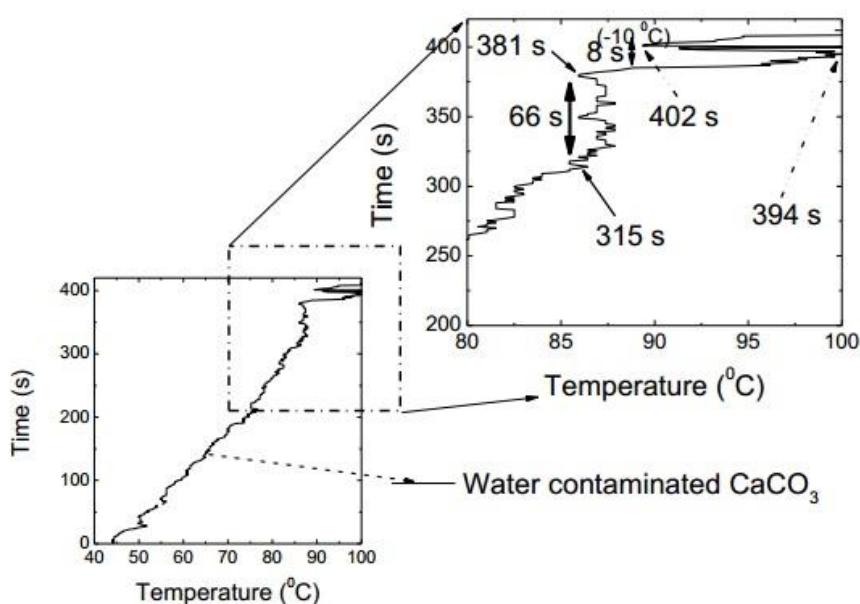 400
350
300
250
200
Time (s)
80
85
90
95
100
Temperature (⁰C)
381 s
(-10 ⁰C)
8 s
66 s
402 s
394 s
315 s
400
300
200
100
0
Time (s)
40
50
60
70
80
90
100
Temperature (⁰C)
Water contaminated CaCO₃